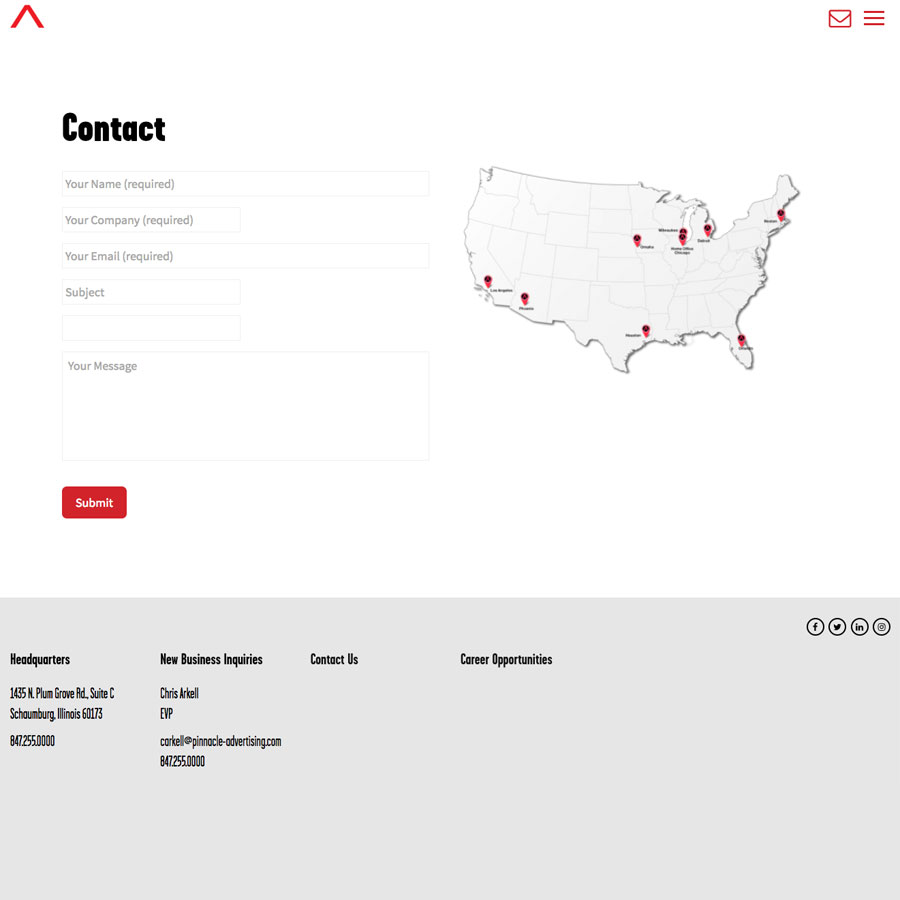 Contact
Your Name (required)
Your Company (required)
Your Email (required)
Subject
Your Message
Submit
Milwaukee
Home Office
Chicago
Detroit
Boston
Omaha
Los Angeles
Phoenix
Houston
Orlando
Headquarters
1435 N. Plum Grove Rd., Suite C
Schaumburg, Illinois 60173
847.255.0000
New Business Inquiries
Chris Arkell
EVP
carkell@pinnacle-advertising.com
847.255.0000
Contact Us
Career Opportunities